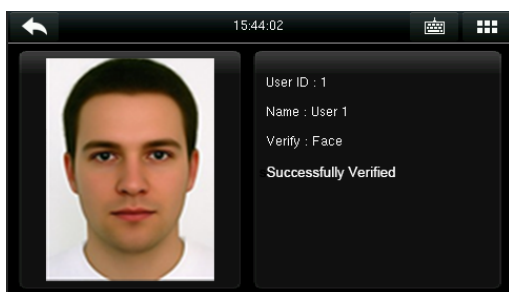 15:44:02
User ID : 1
Name : User 1
Verify : Face
Successfully Verified